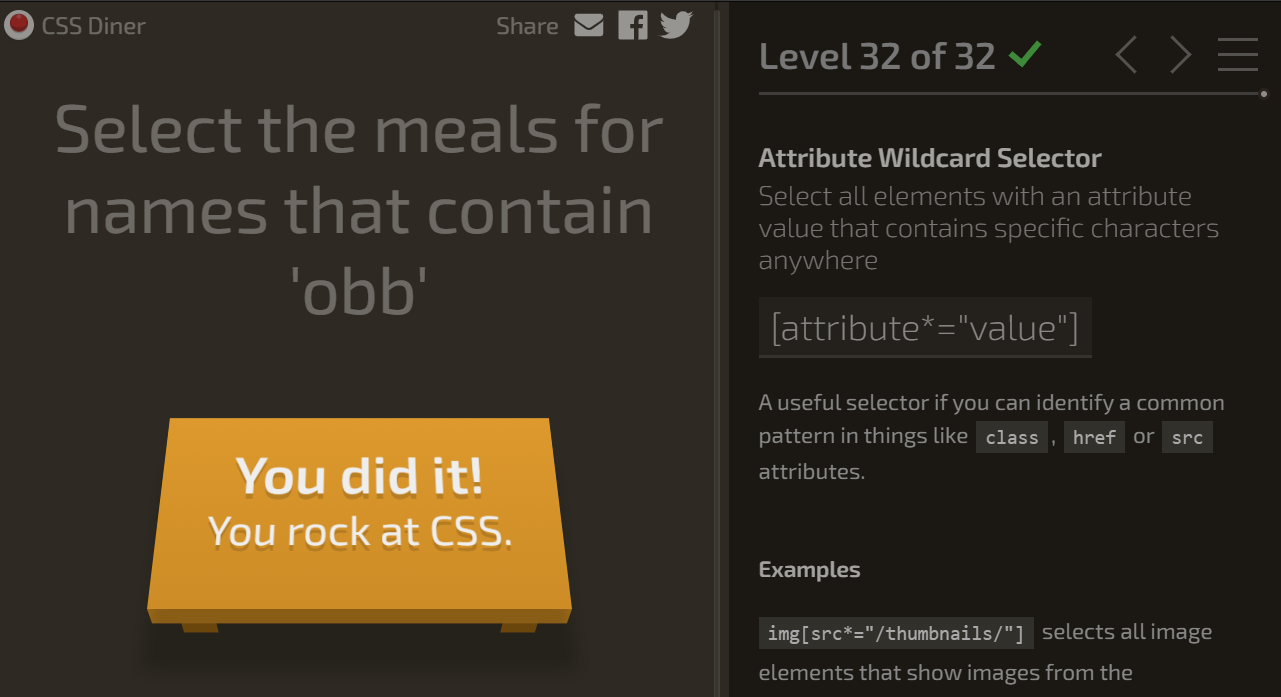 CSS Diner
Share
Select the meals for
names that contain
'obb'
You did it!
You rock at CSS.
Level 32 of 32
Attribute Wildcard Selector
Select all elements with an attribute
value that contains specific characters
anywhere
[attribute*="value"]
A useful selector if you can identify a common
pattern in things like class, href or src
attributes.
Examples
img[src*="/thumbnails/"] selects all image
elements that show images from the